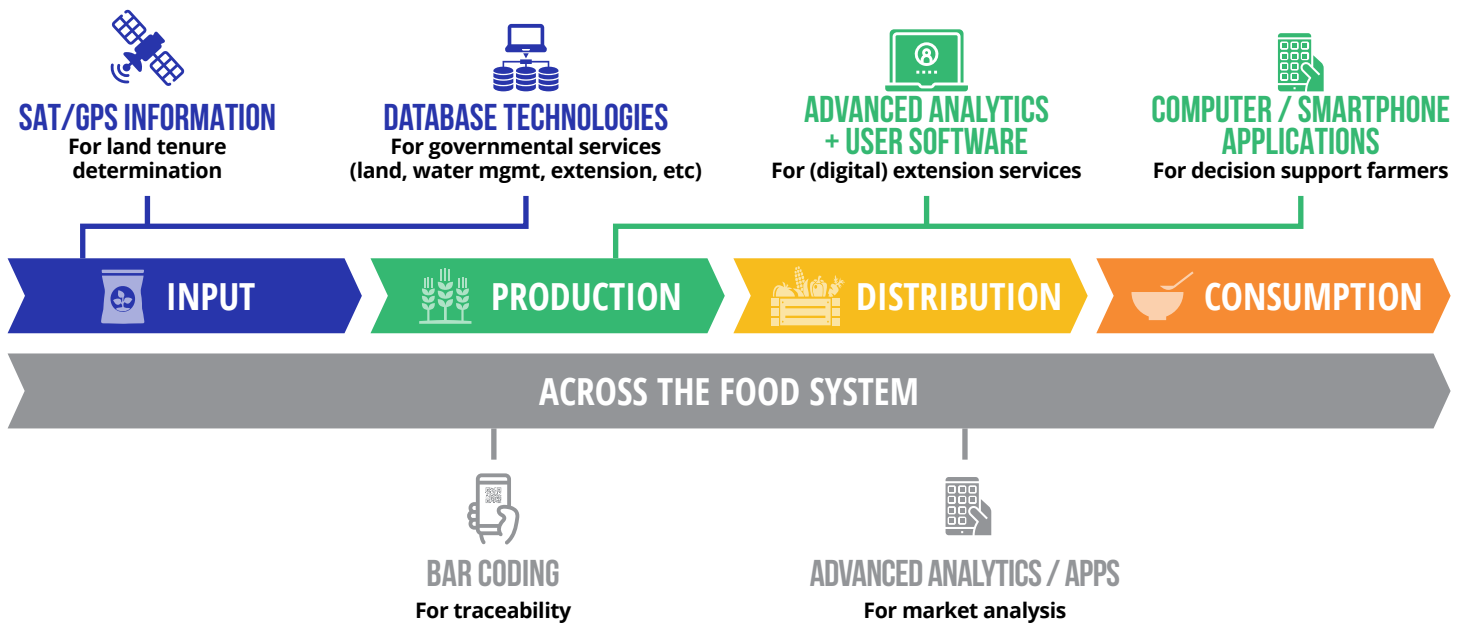 SAT/GPS INFORMATION
For land tenure
determination
DATABASE TECHNOLOGIES
For governmental services
(land, water mgmt, extension, etc)
ADVANCED ANALYTICS
+ USER SOFTWARE
For (digital) extension services
COMPUTER / SMARTPHONE
APPLICATIONS
For decision support farmers
INPUT
PRODUCTION
DISTRIBUTION
CONSUMPTION
ACROSS THE FOOD SYSTEM
BAR CODING
For traceability
ADVANCED ANALYTICS / APPS
For market analysis